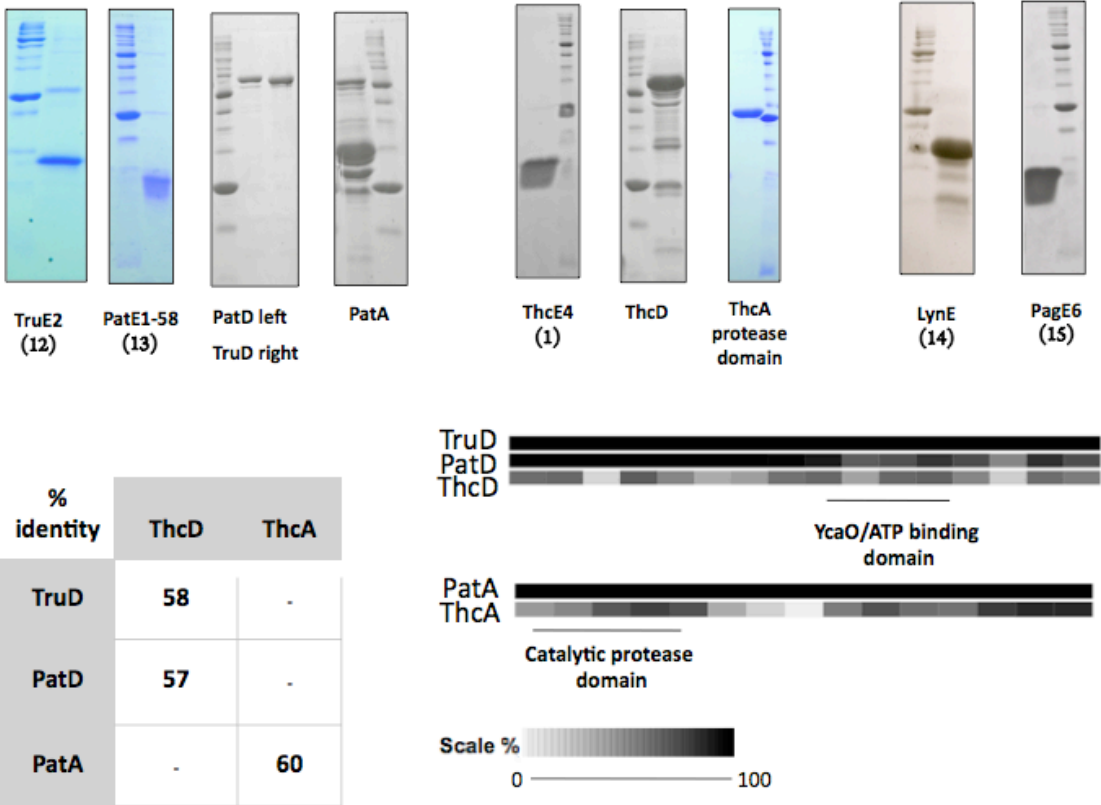 TruE2
(12)
PatE1-58
(13)
PatD left
TruD right
PatA
ThcE4
(1)
ThcD
ThcA
protease
domain
LynE
(14)
PagE6
(15)
% identity
ThcD
ThcA
TruD
58
-
PatD
57
-
PatA
-
60
TruD
PatD
ThcD
YcaO/ATP binding
domain
PatA
ThcA
Catalytic protease
domain
Scale %
0
100